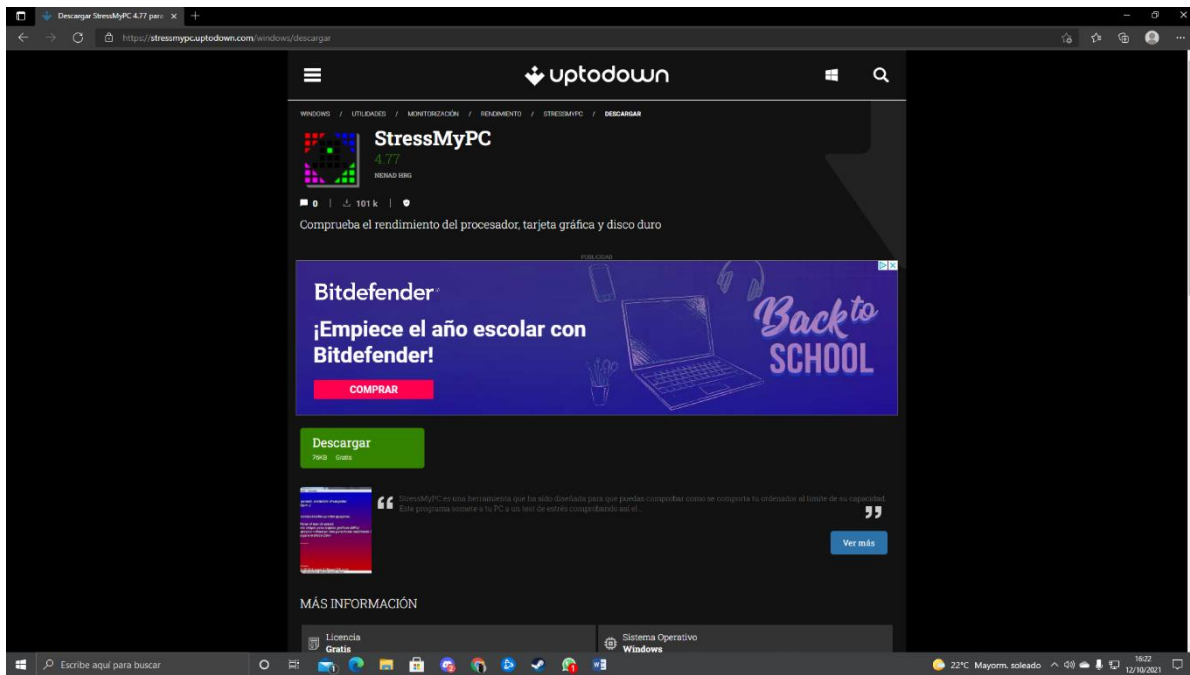 Descargar StressMyPC 4.77 para
https://stressmypc.uptodown.com/windows/descargar
uptodown
WINDOWS / UTILIDADES / MONITORIZACIÓN / RENDIMIENTO / STRESSMYPC / DESCARGAR
StressMyPC
4.77
NENAD HRG
0 | 101 k |
Comprueba el rendimiento del procesador, tarjeta gráfica y disco duro
PUBLICIDAD
Bitdefender
¡Empiece el año escolar con
Bitdefender!
COMPRAR
Back to
SCHOOL
Descargar
76KB Gratis
StressMyPC es una herramienta que ha sido diseñada para que puedas comprobar como se comporta tu ordenador al límite de su capacidad.
Este programa somete a tu PC a un test de estrés comprobando así el...
Ver más
MÁS INFORMACIÓN
Licencia
Gratis
Sistema Operativo
Windows
Escribe aquí para buscar
22°C Mayorm. soleado
16:22
12/10/2021